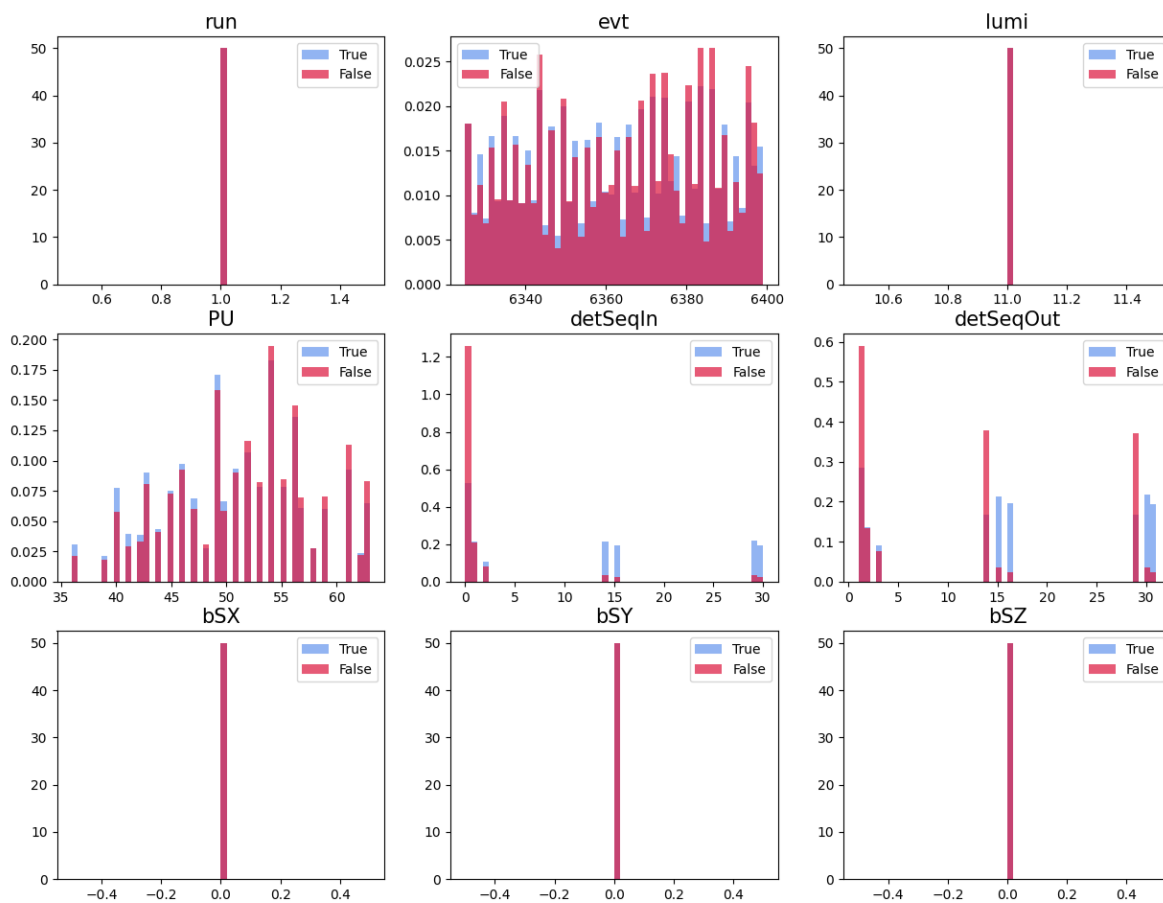 run
evt
lumi
50
40
30
20
10
0
0.6 0.8 1.0 1.2 1.4
True
False
0.025
0.020
0.015
0.010
0.005
0.000
6340 6360 6380 6400
True
False
50
40
30
20
10
0
10.6 10.8 11.0 11.2 11.4
True
False
PU
detSeqIn
detSeqOut
0.200
0.175
0.150
0.125
0.100
0.075
0.050
0.025
0.000
35 40 45 50 55 60
True
False
1.2
1.0
0.8
0.6
0.4
0.2
0.0
0 5 10 15 20 25 30
True
False
0.6
0.5
0.4
0.3
0.2
0.1
0.0
0 5 10 15 20 25 30
True
False
bSX
bSY
bSZ
50
40
30
20
10
0
−0.4 −0.2 0.0 0.2 0.4
True
False
50
40
30
20
10
0
−0.4 −0.2 0.0 0.2 0.4
True
False
50
40
30
20
10
0
−0.4 −0.2 0.0 0.2 0.4
True
False